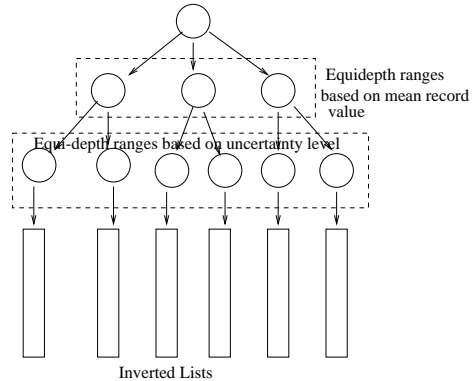 Equidepth ranges
based on mean record
value
Equi-depth ranges based on uncertainty level
Inverted Lists